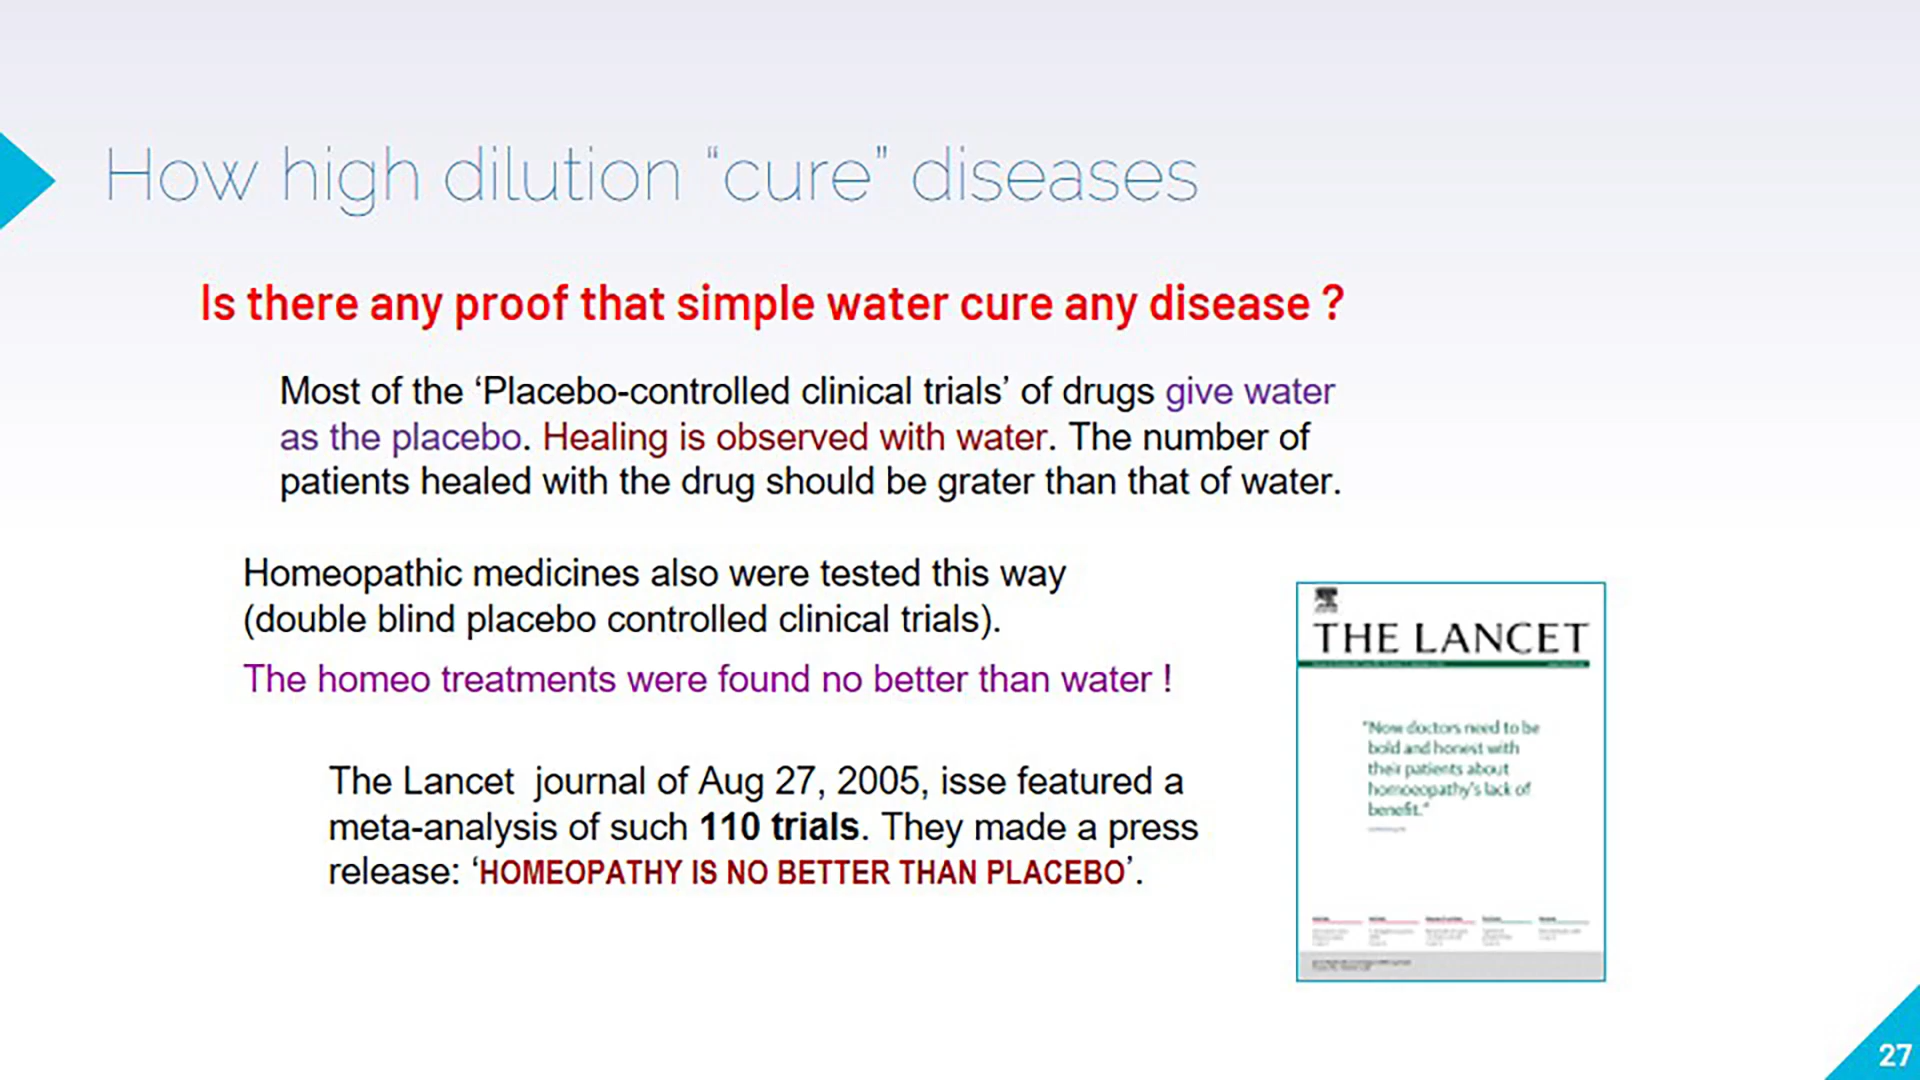 How high dilution “cure” diseases
Is there any proof that simple water cure any disease ?
Most of the ‘Placebo-controlled clinical trials’ of drugs give water
as the placebo. Healing is observed with water. The number of
patients healed with the drug should be grater than that of water.
Homeopathic medicines also were tested this way
(double blind placebo controlled clinical trials).
The homeo treatments were found no better than water !
The Lancet journal of Aug 27, 2005, isse featured a
meta-analysis of such 110 trials. They made a press
release: ‘HOMEOPATHY IS NO BETTER THAN PLACEBO’.
THE LANCET
"Now doctors need to be
bold and honest with
their patients about
homoeopathy's lack of
benefit."
27